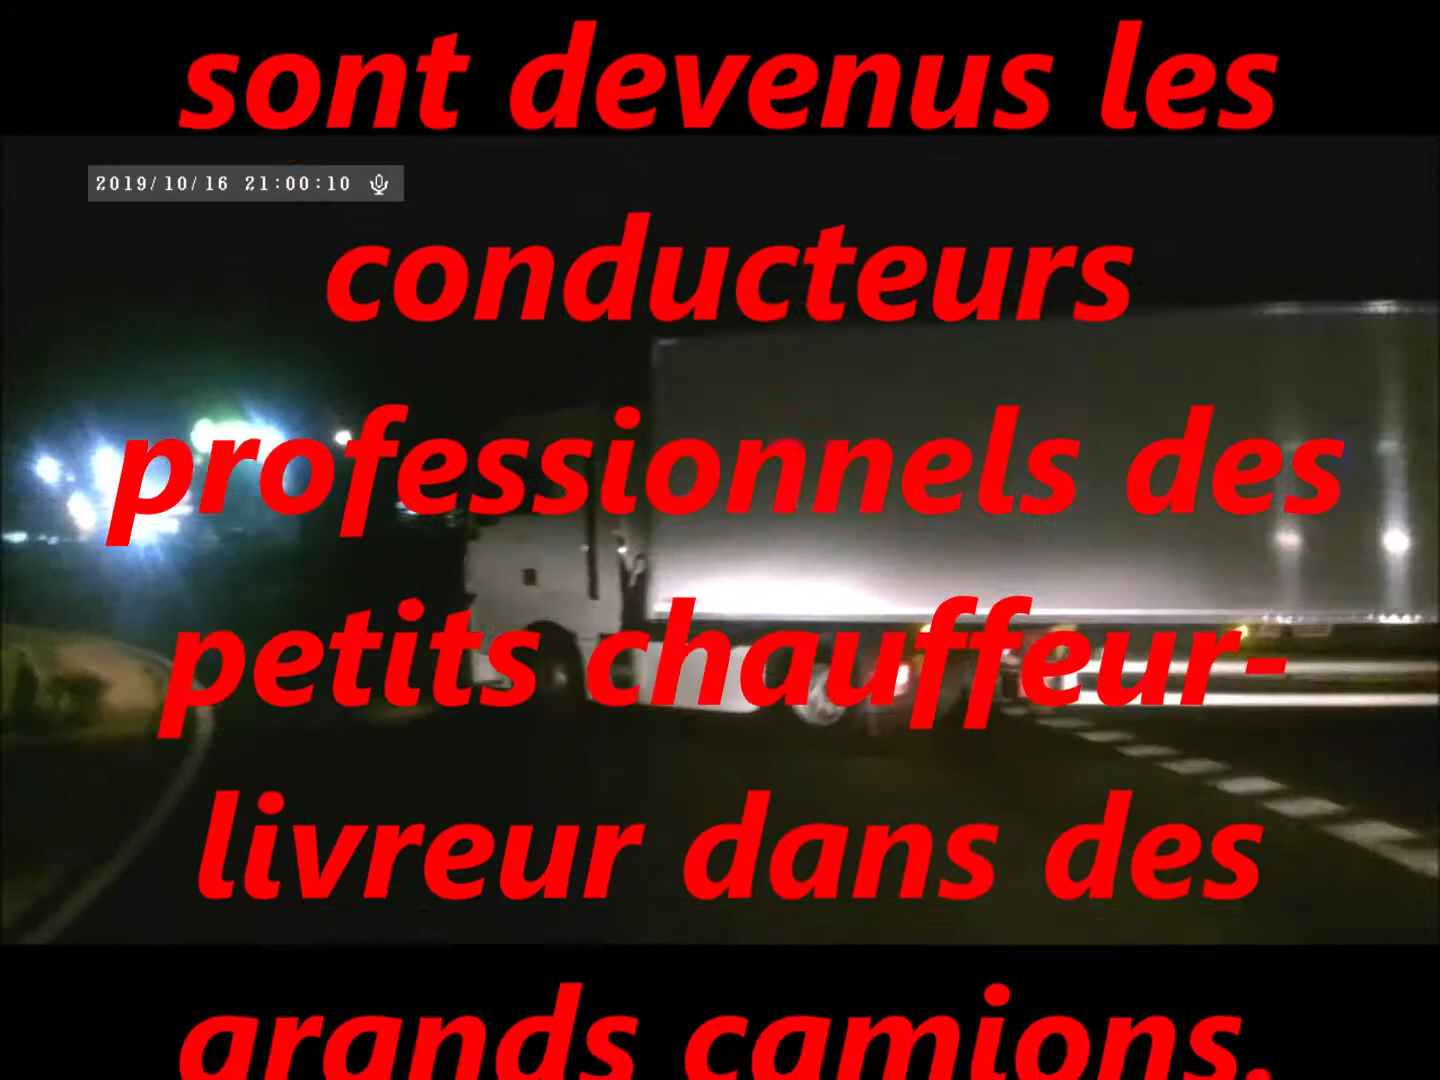 sont devenus les
2019/10/16 21:00:10
conducteurs
professionnels des
petits chauffeur-
livreur dans des
grands camions.